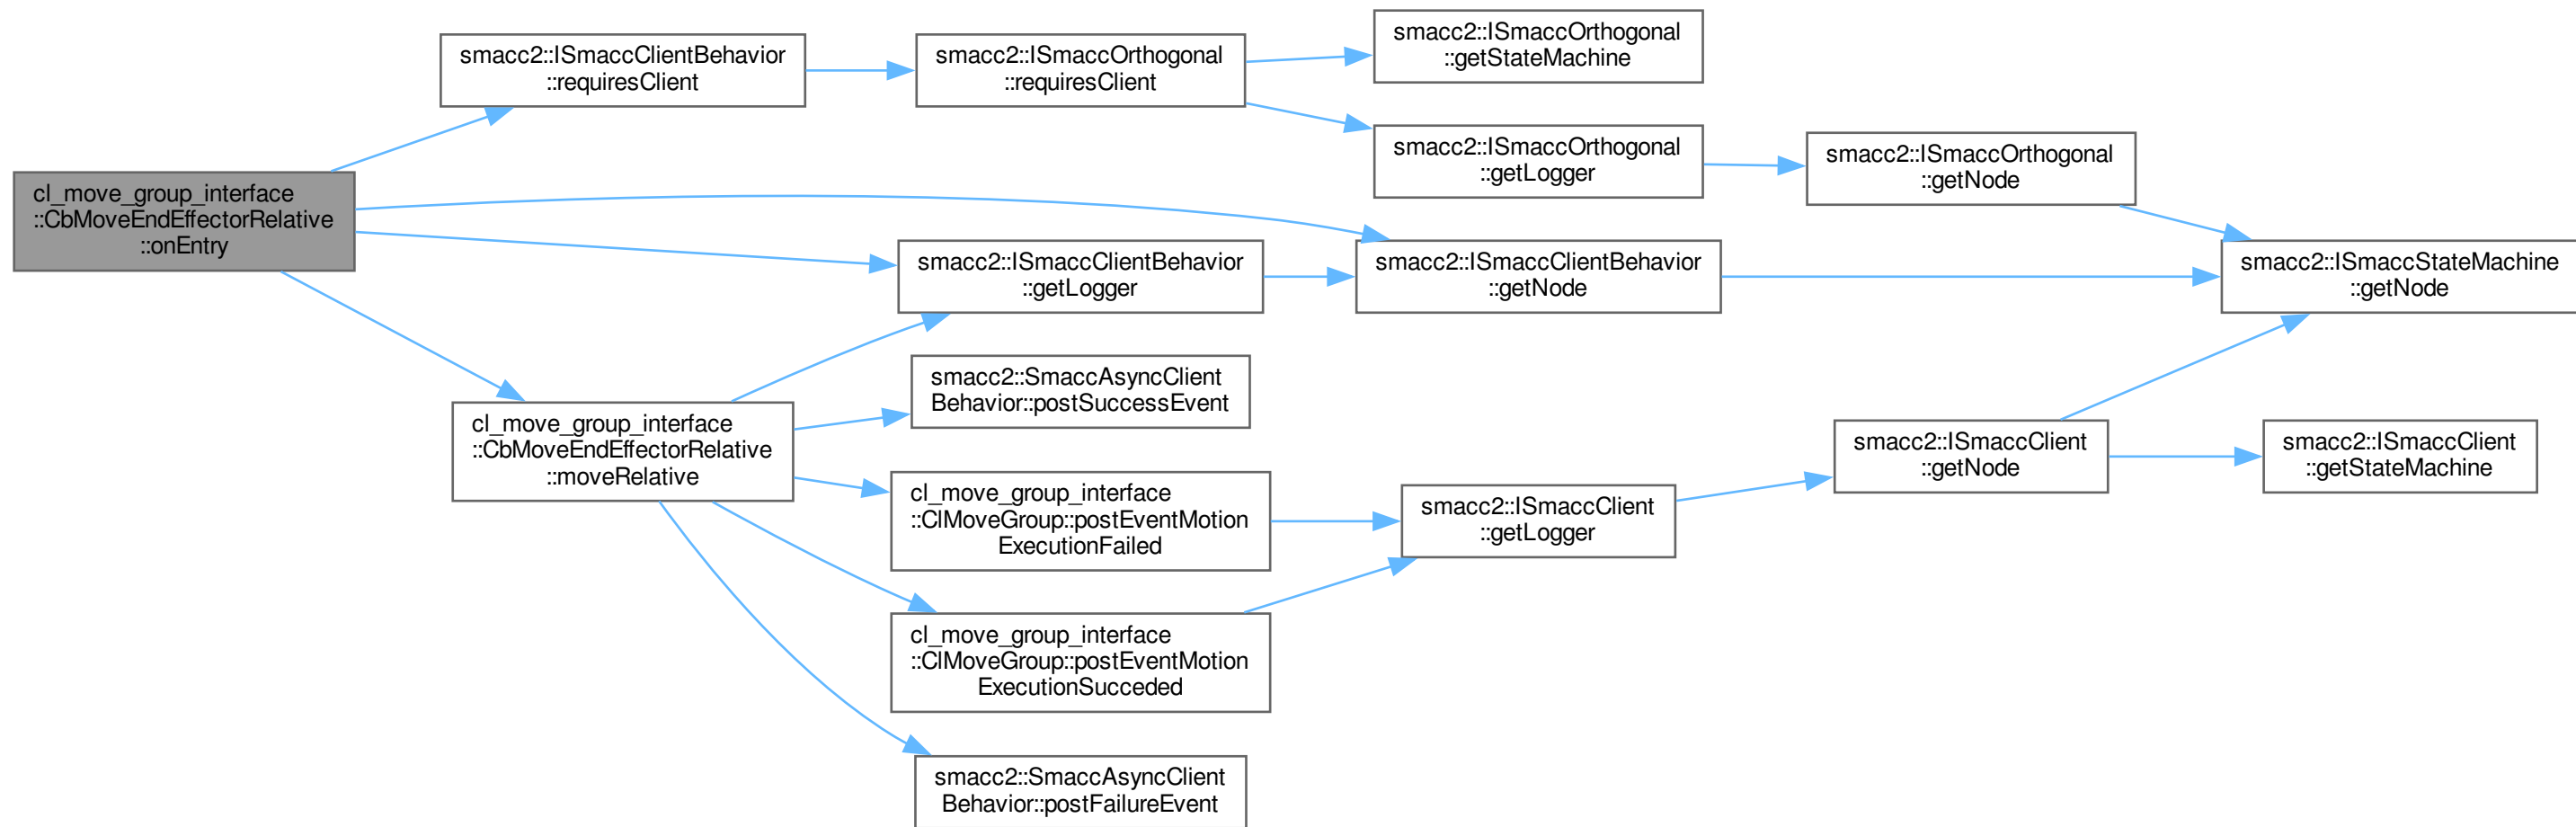 cl_move_group_interface
::CbMoveEndEffectorRelative
::onEntry
smacc2::ISmaccClientBehavior
::requiresClient
smacc2::ISmaccOrthogonal
::requiresClient
smacc2::ISmaccOrthogonal
::getStateMachine
smacc2::ISmaccOrthogonal
::getLogger
smacc2::ISmaccOrthogonal
::getNode
smacc2::ISmaccStateMachine
::getNode
smacc2::ISmaccClientBehavior
::getLogger
smacc2::ISmaccClientBehavior
::getNode
cl_move_group_interface
::CbMoveEndEffectorRelative
::moveRelative
smacc2::SmaccAsyncClient
Behavior::postSuccessEvent
cl_move_group_interface
::ClMoveGroup::postEventMotion
ExecutionFailed
smacc2::ISmaccClient
::getLogger
smacc2::ISmaccClient
::getNode
smacc2::ISmaccClient
::getStateMachine
cl_move_group_interface
::ClMoveGroup::postEventMotion
ExecutionSucceded
smacc2::SmaccAsyncClient
Behavior::postFailureEvent